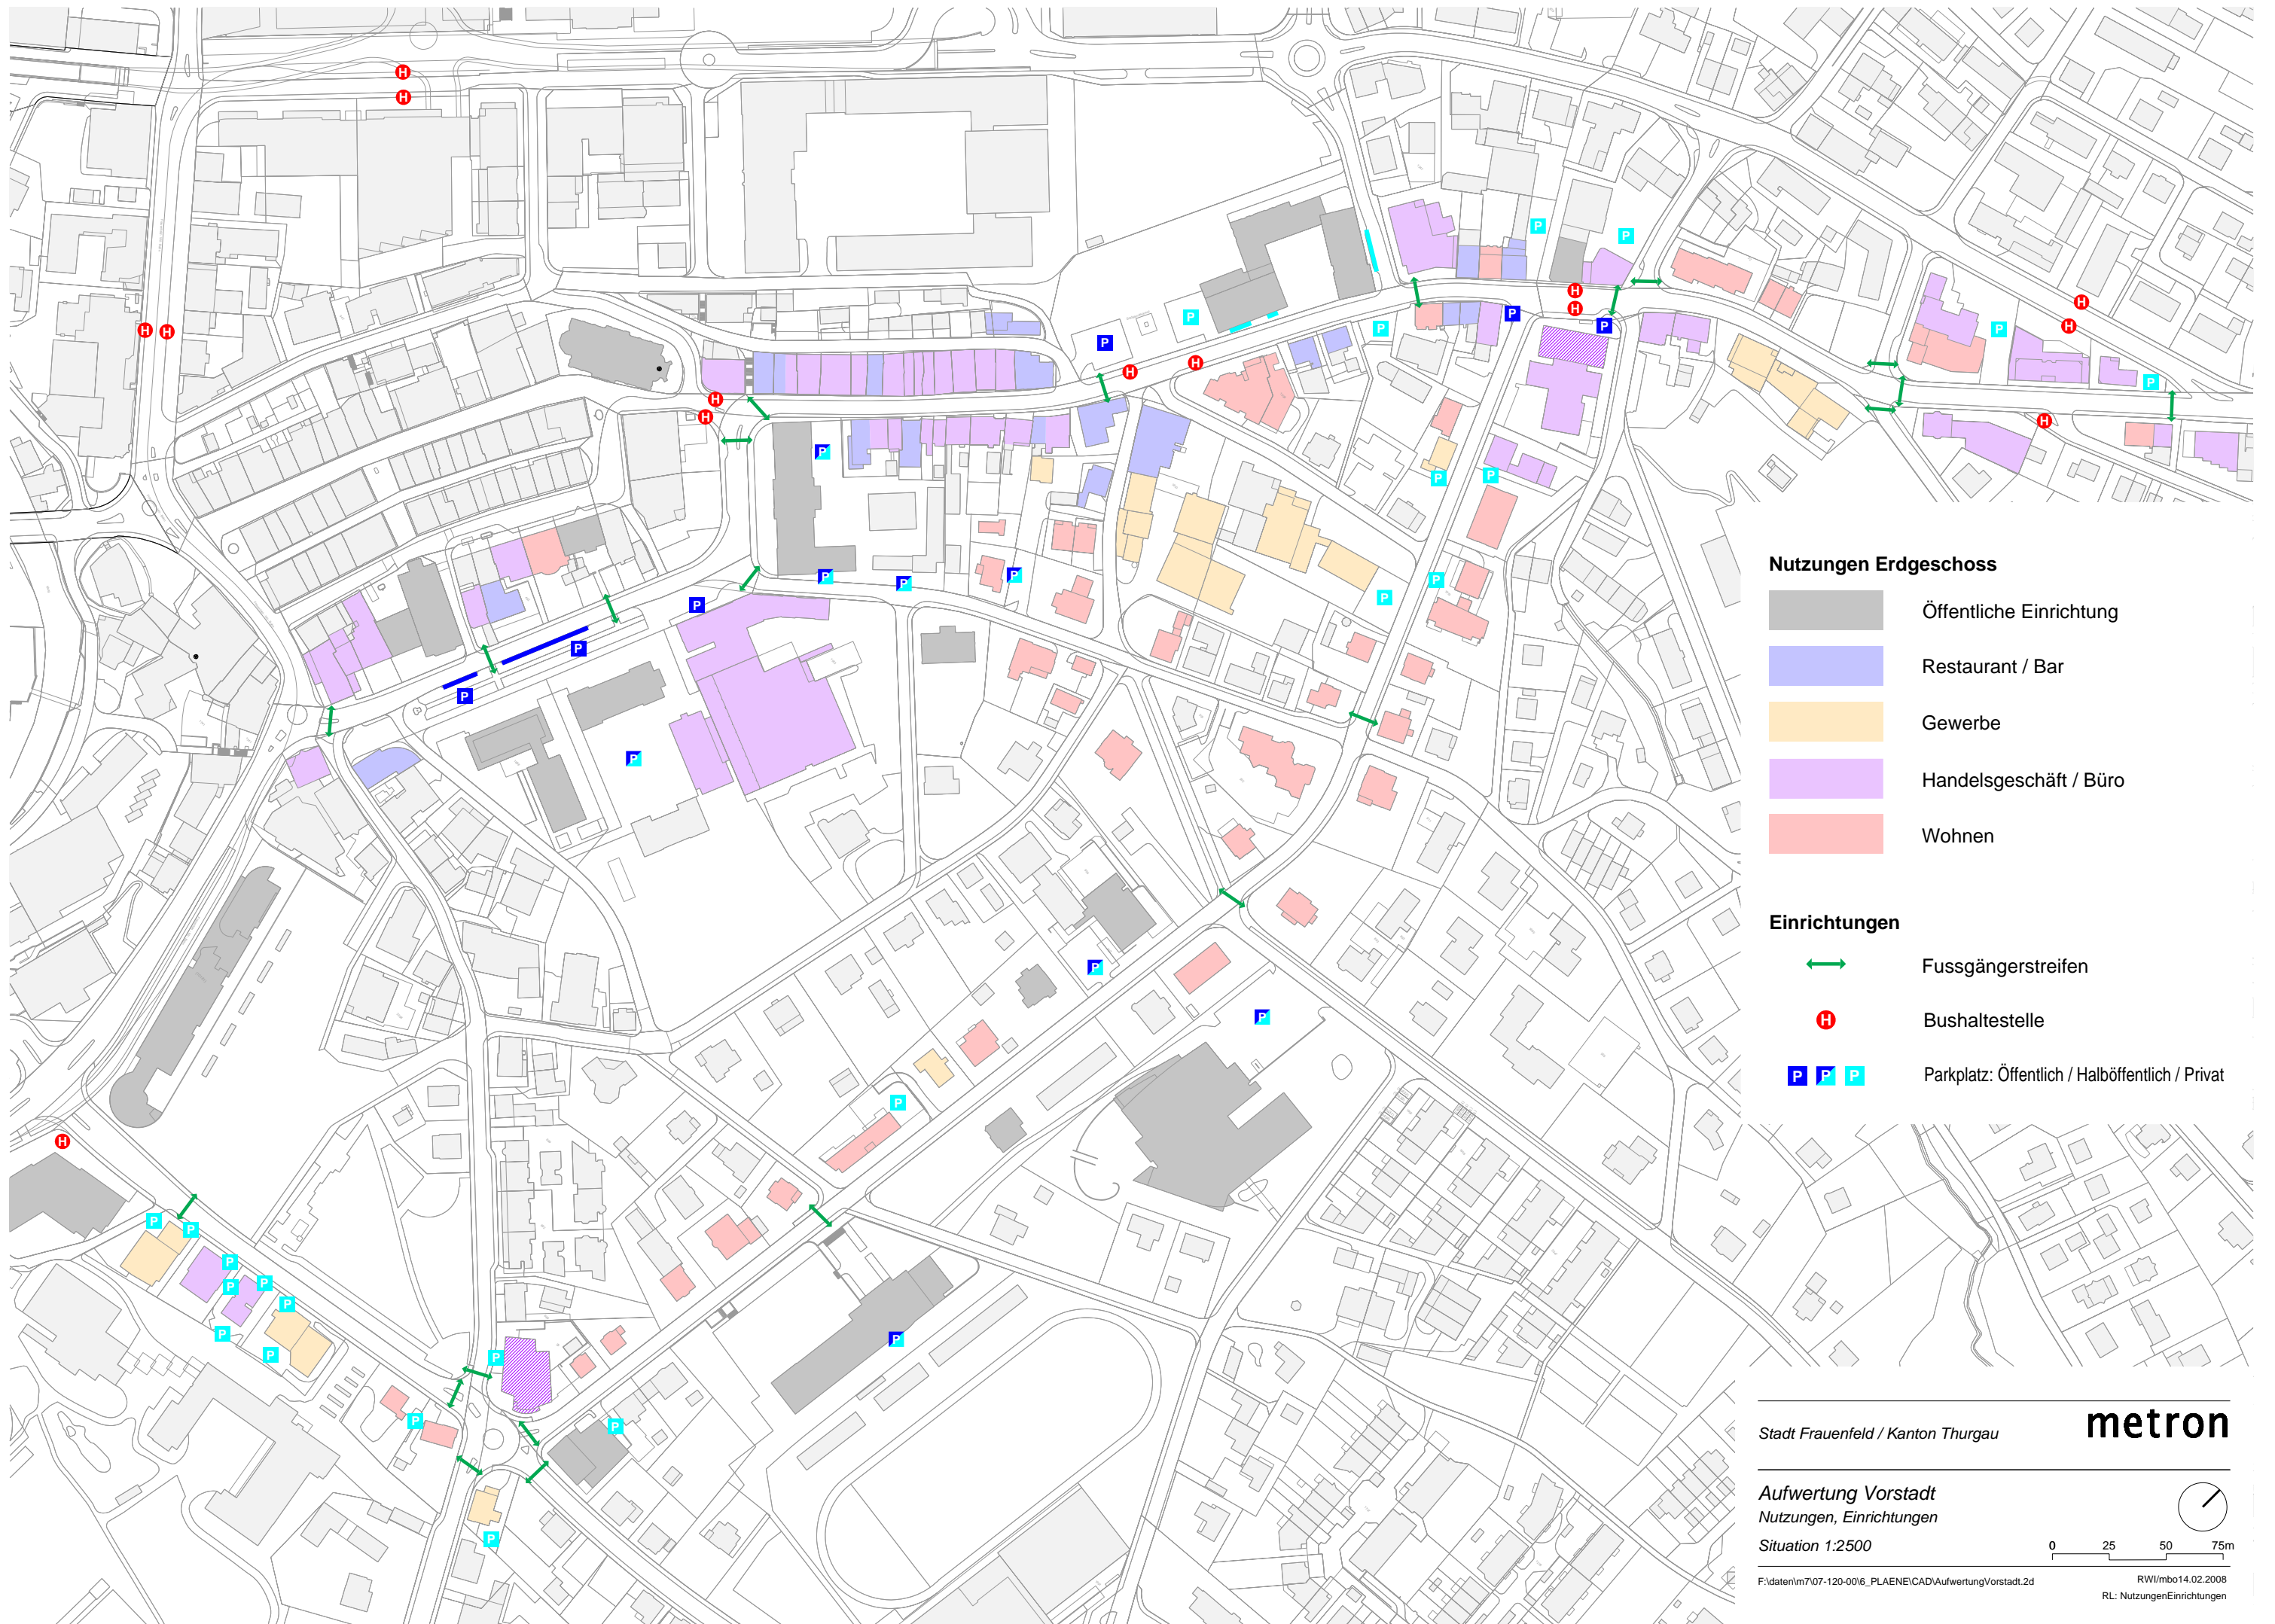 Nutzungen Erdgeschoss
Öffentliche Einrichtung
Restaurant / Bar
Gewerbe
Handelsgeschäft / Büro
Wohnen
Einrichtungen
Fussgängerstreifen
H Bushaltestelle
P P P Parkplatz: Öffentlich / Halböffentlich / Privat
Stadt Frauenfeld / Kanton Thurgau
metron
Aufwertung Vorstadt
Nutzungen, Einrichtungen
Situation 1:2500
0 25 50 75m
F:\daten\m7\07-120-00\6_PLAENE\CAD\AufwertungVorstadt.2d
RWI/mbo14.02.2008
RL: NutzungenEinrichtungen